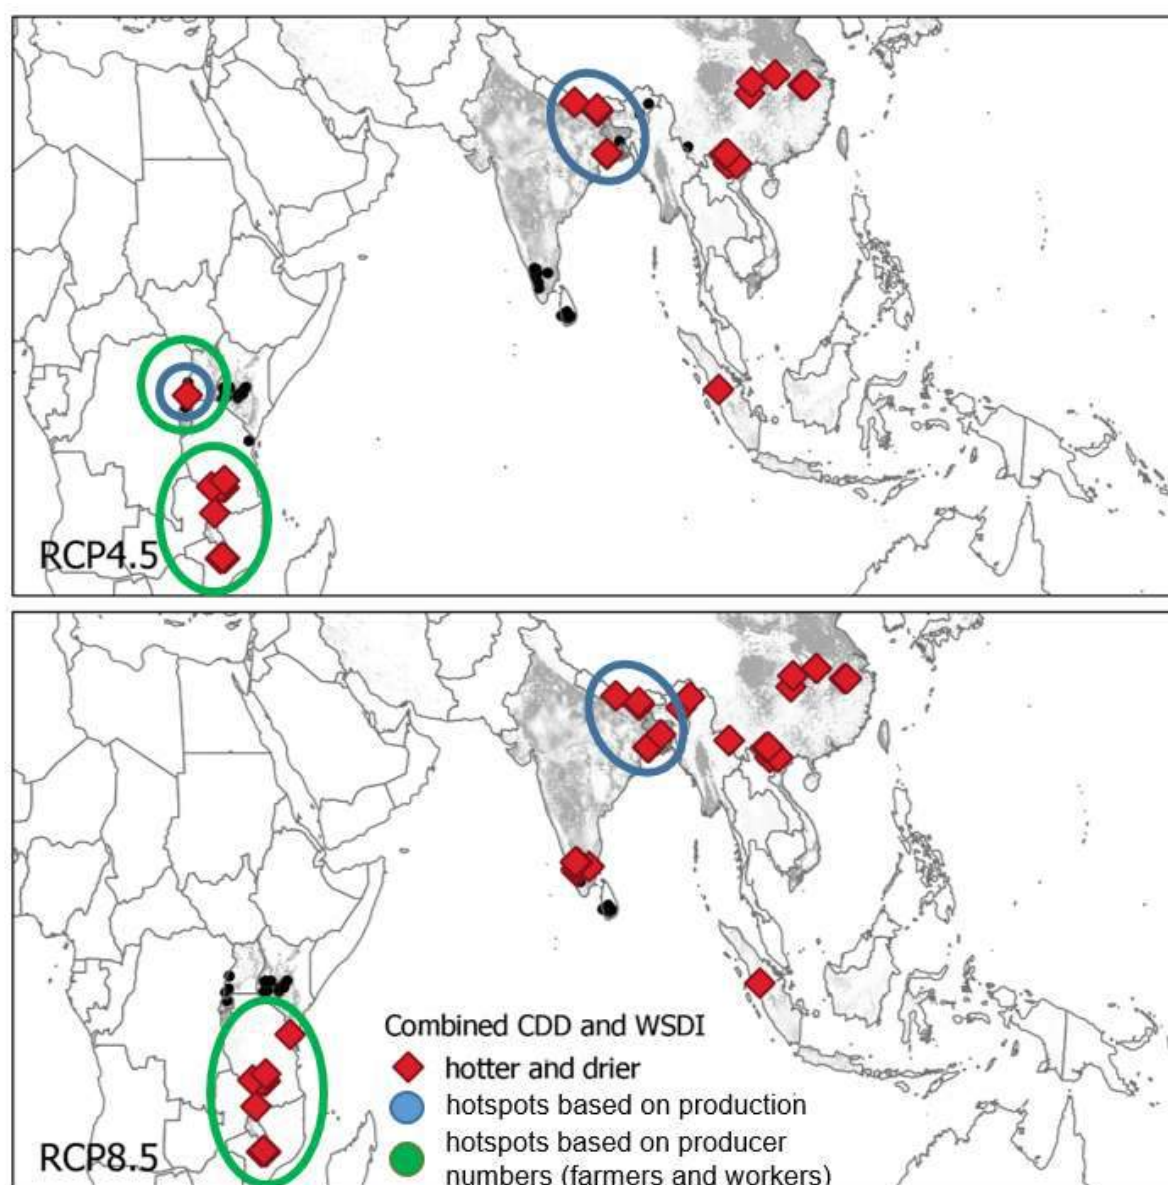 RCP4.5
Combined CDD and WSDI
hotter and drier
hotspots based on production
hotspots based on producer
numbers (farmers and workers)
RCP8.5